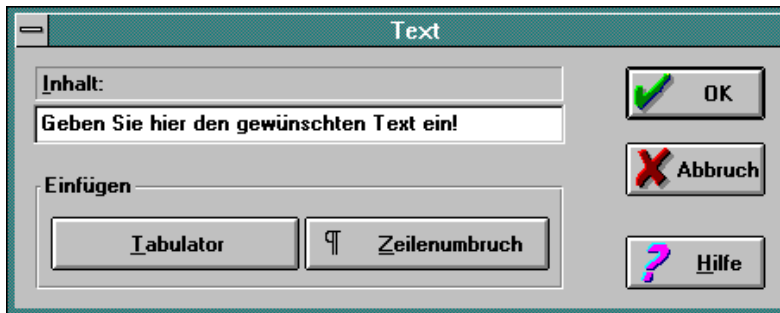 Text
Inhalt:
Geben Sie hier den gewünschten Text ein!
Einfügen
Tabulator
¶ Zeilenumbruch
OK
Abbruch
? Hilfe